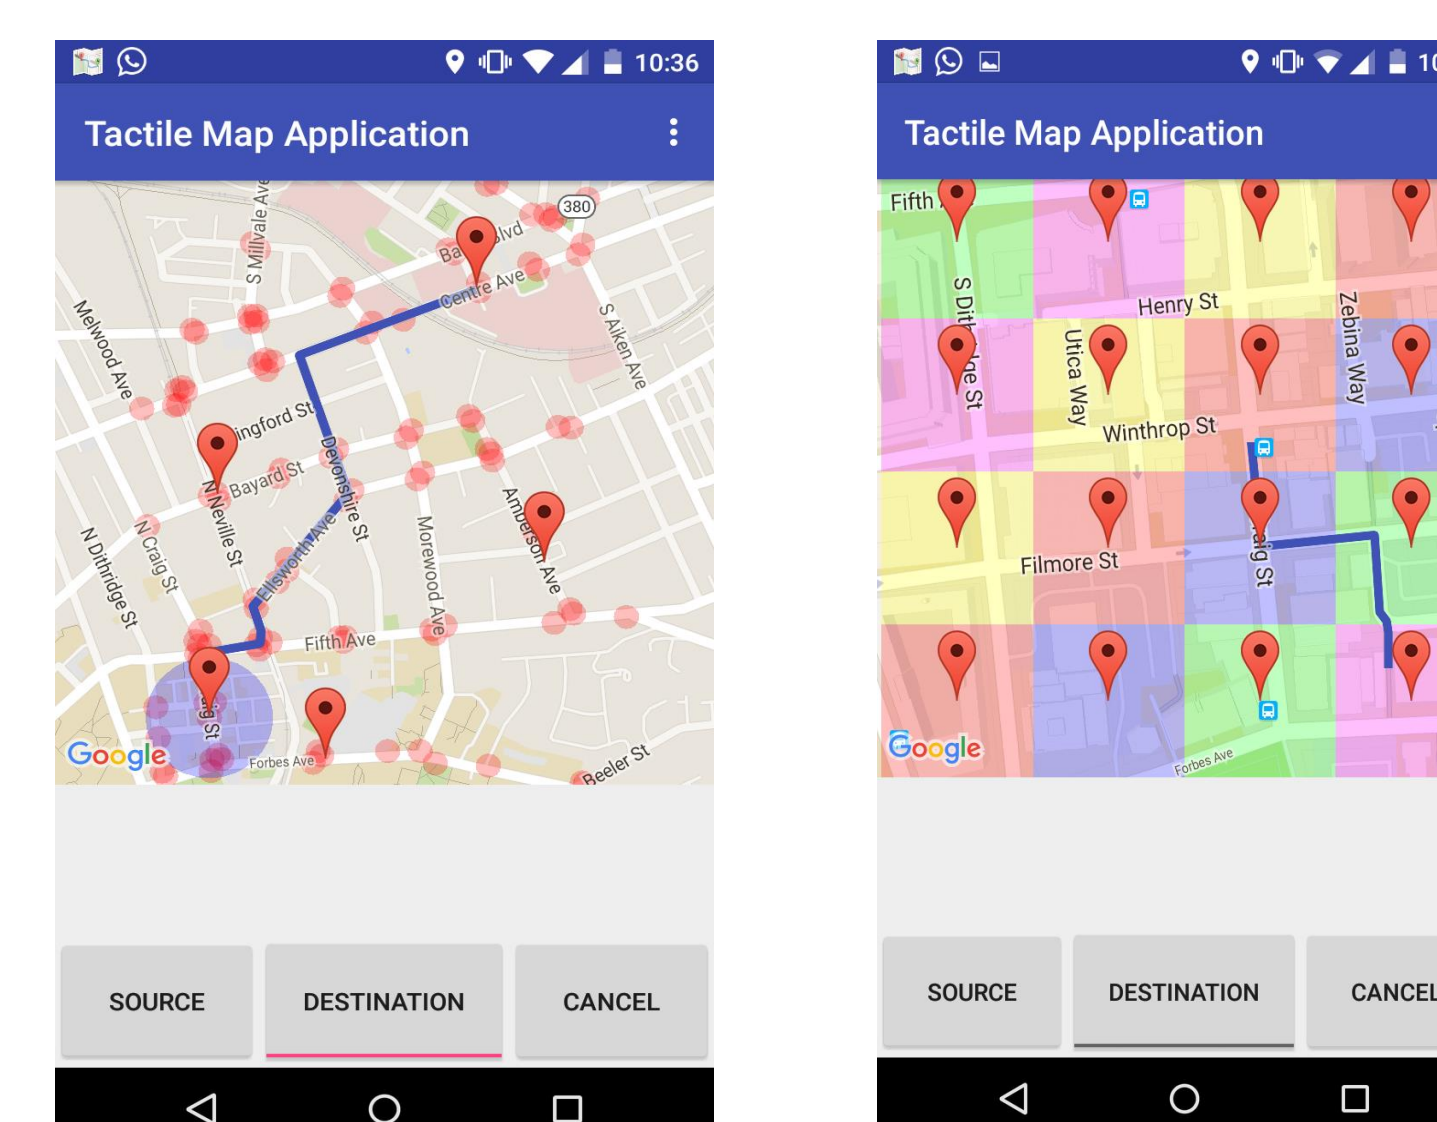 10:36
Tactile Map Application
380
S Millvale Ave
Centre Ave
S Aiken Ave
Melwood Ave
Bayard St
N Neville St
Devonshire St
N Craig St
N Dithridge St
Ellsworth Ave
Morewood Ave
Amberson Ave
Fifth Ave
Forbes Ave
Beeler St
Google
SOURCE
DESTINATION
CANCEL
Tactile Map Application
Fifth
Henry St
Zebina Way
Utica Way
Winthrop St
Filmore St
Forbes Ave
Google
SOURCE
DESTINATION
CANCEL